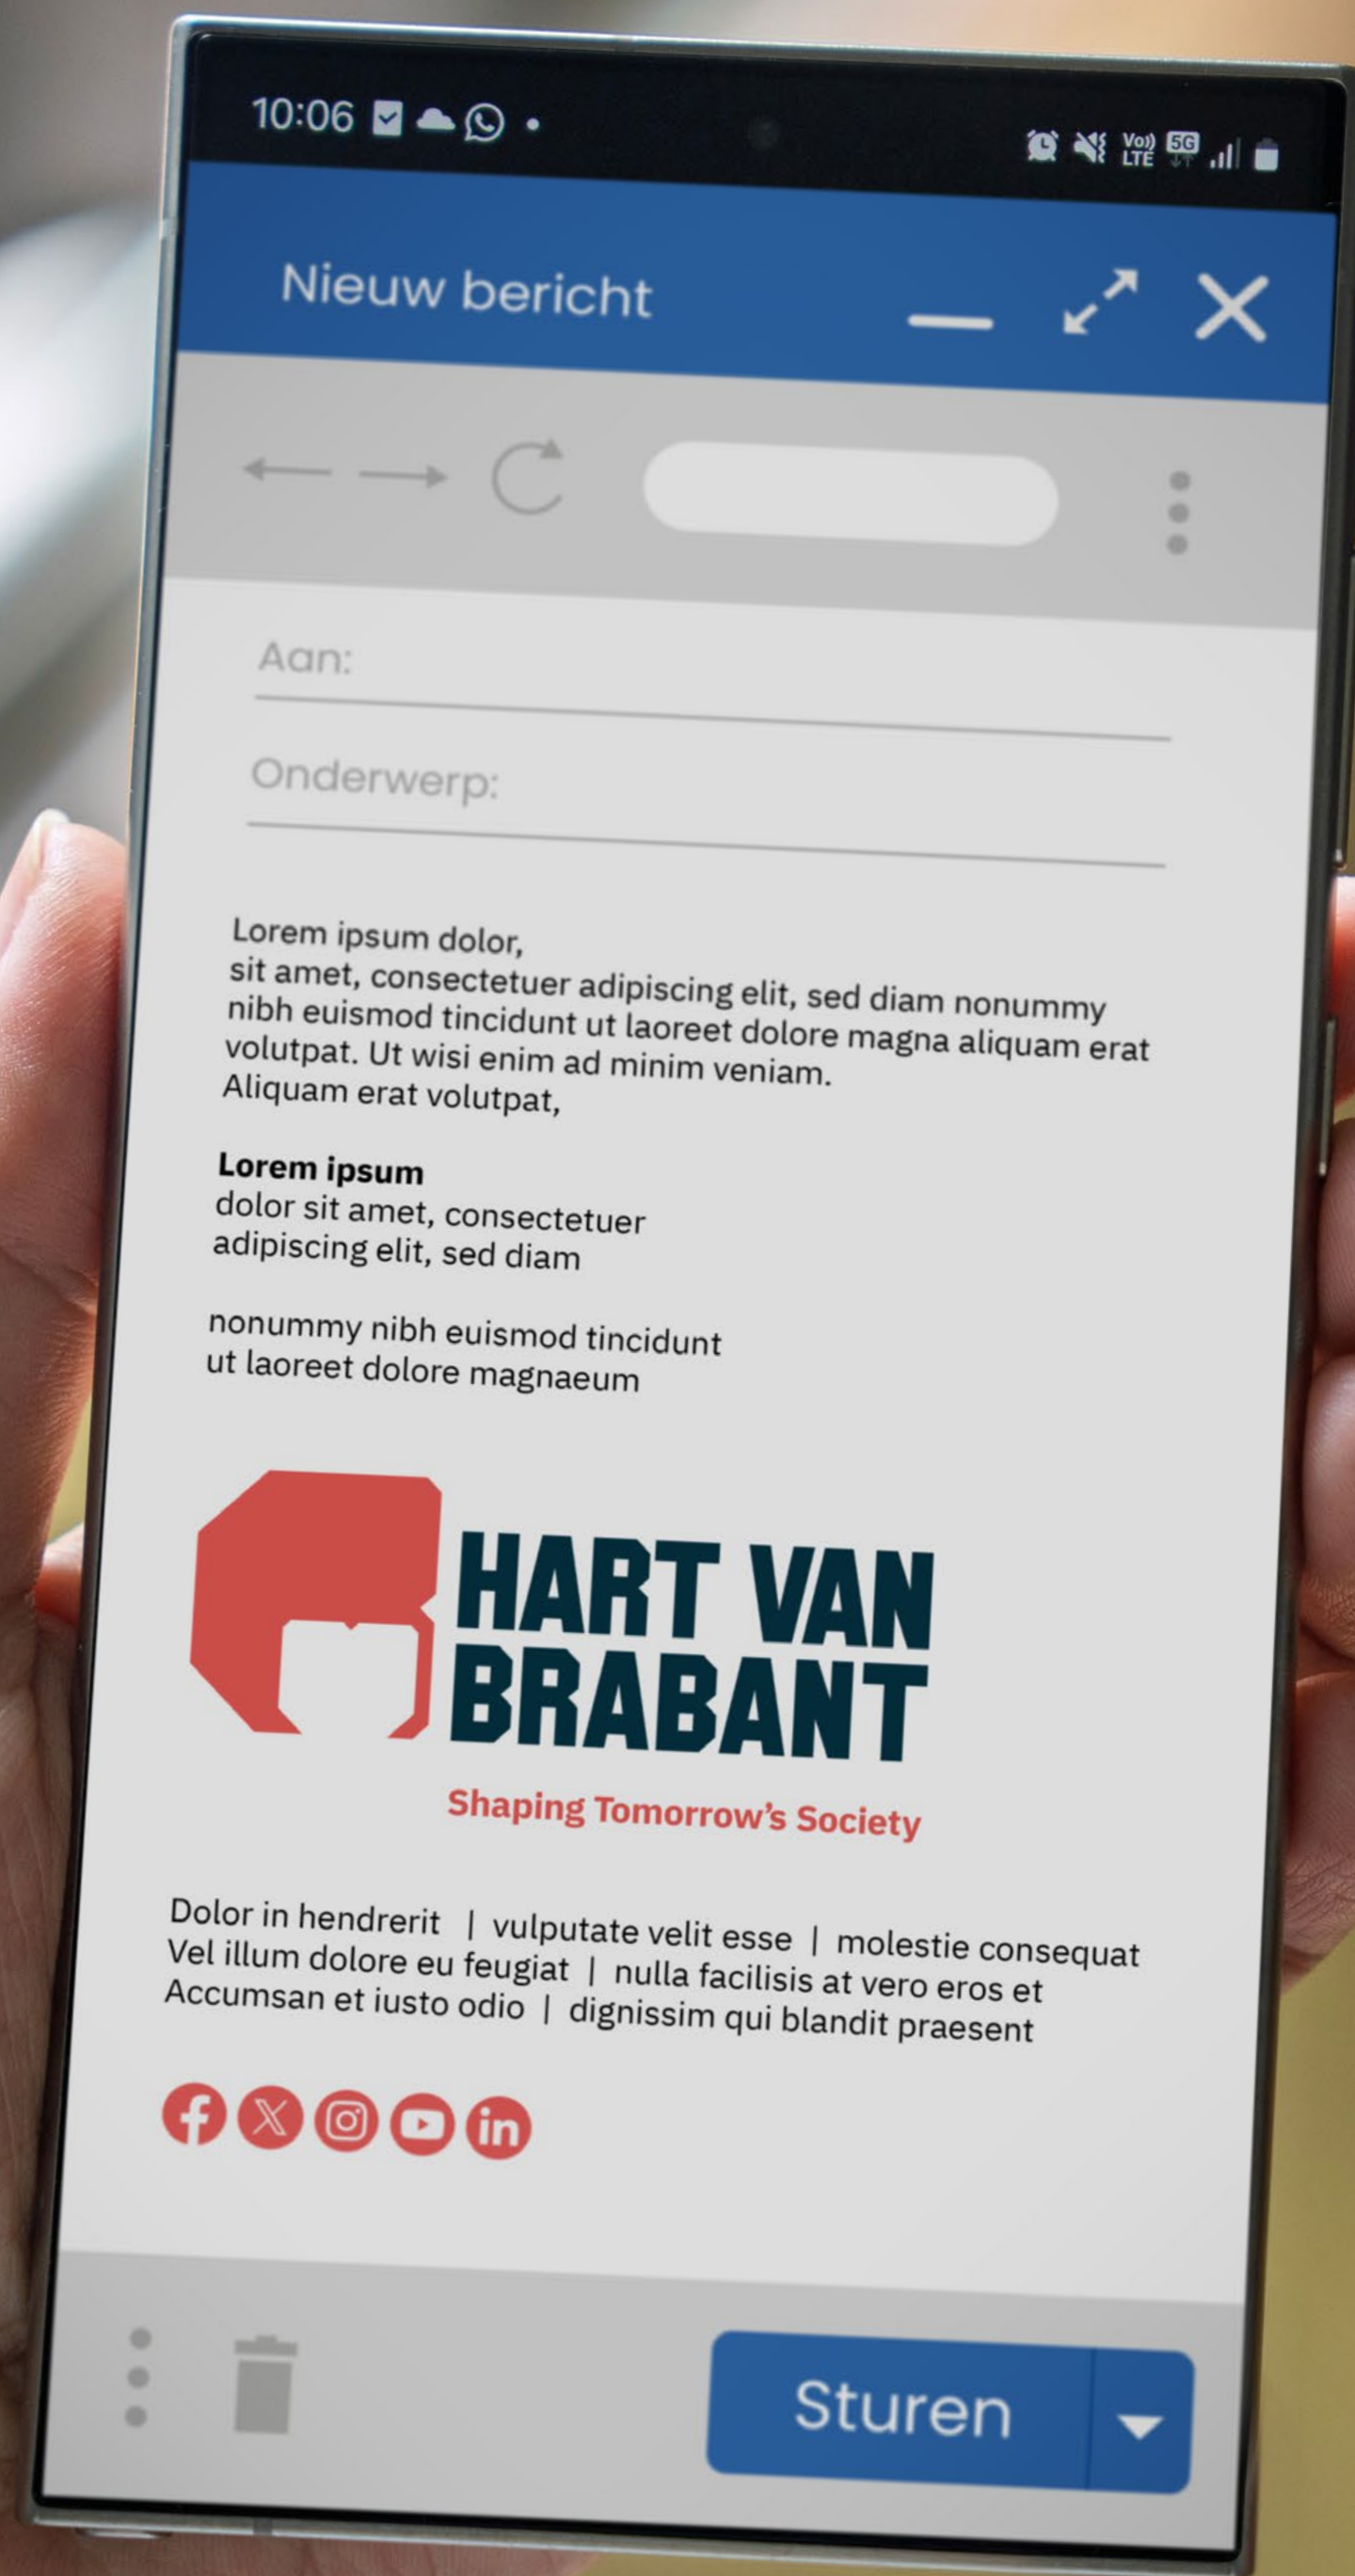 10:06
Vo)) LTE 5G
Nieuw bericht
Aan:
Onderwerp:
Lorem ipsum dolor,
sit amet, consectetuer adipiscing elit, sed diam nonummy
nibh euismod tincidunt ut laoreet dolore magna aliquam erat
volutpat. Ut wisi enim ad minim veniam.
Aliquam erat volutpat,
Lorem ipsum
dolor sit amet, consectetuer
adipiscing elit, sed diam
nonummy nibh euismod tincidunt
ut laoreet dolore magnaeum
HART VAN
BRABANT
Shaping Tomorrow's Society
Dolor in hendrerit | vulputate velit esse | molestie consequat
Vel illum dolore eu feugiat | nulla facilisis at vero eros et
Accumsan et iusto odio | dignissim qui blandit praesent
Sturen